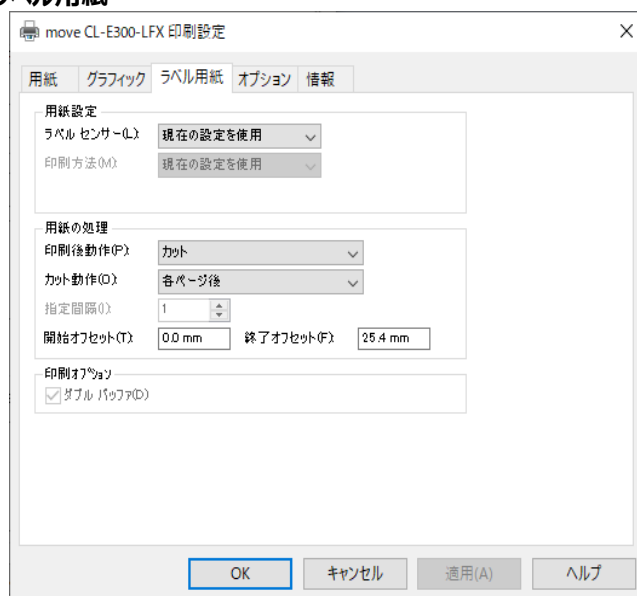 ベル用紙
move CL-E300-LFX 印刷設定
用紙 グラフィック ラベル用紙 オプション 情報
用紙設定
ラベル センサー(L): 現在の設定を使用
印刷方法(M): 現在の設定を使用
用紙の処理
印刷後動作(P): カット
カット動作(O): 各ページ後
指定間隔(I): 1
開始オフセット(T): 0.0 mm 終了オフセット(F): 25.4 mm
印刷オプション
ダブル バッファ(D)
OK キャンセル 適用(A) ヘルプ